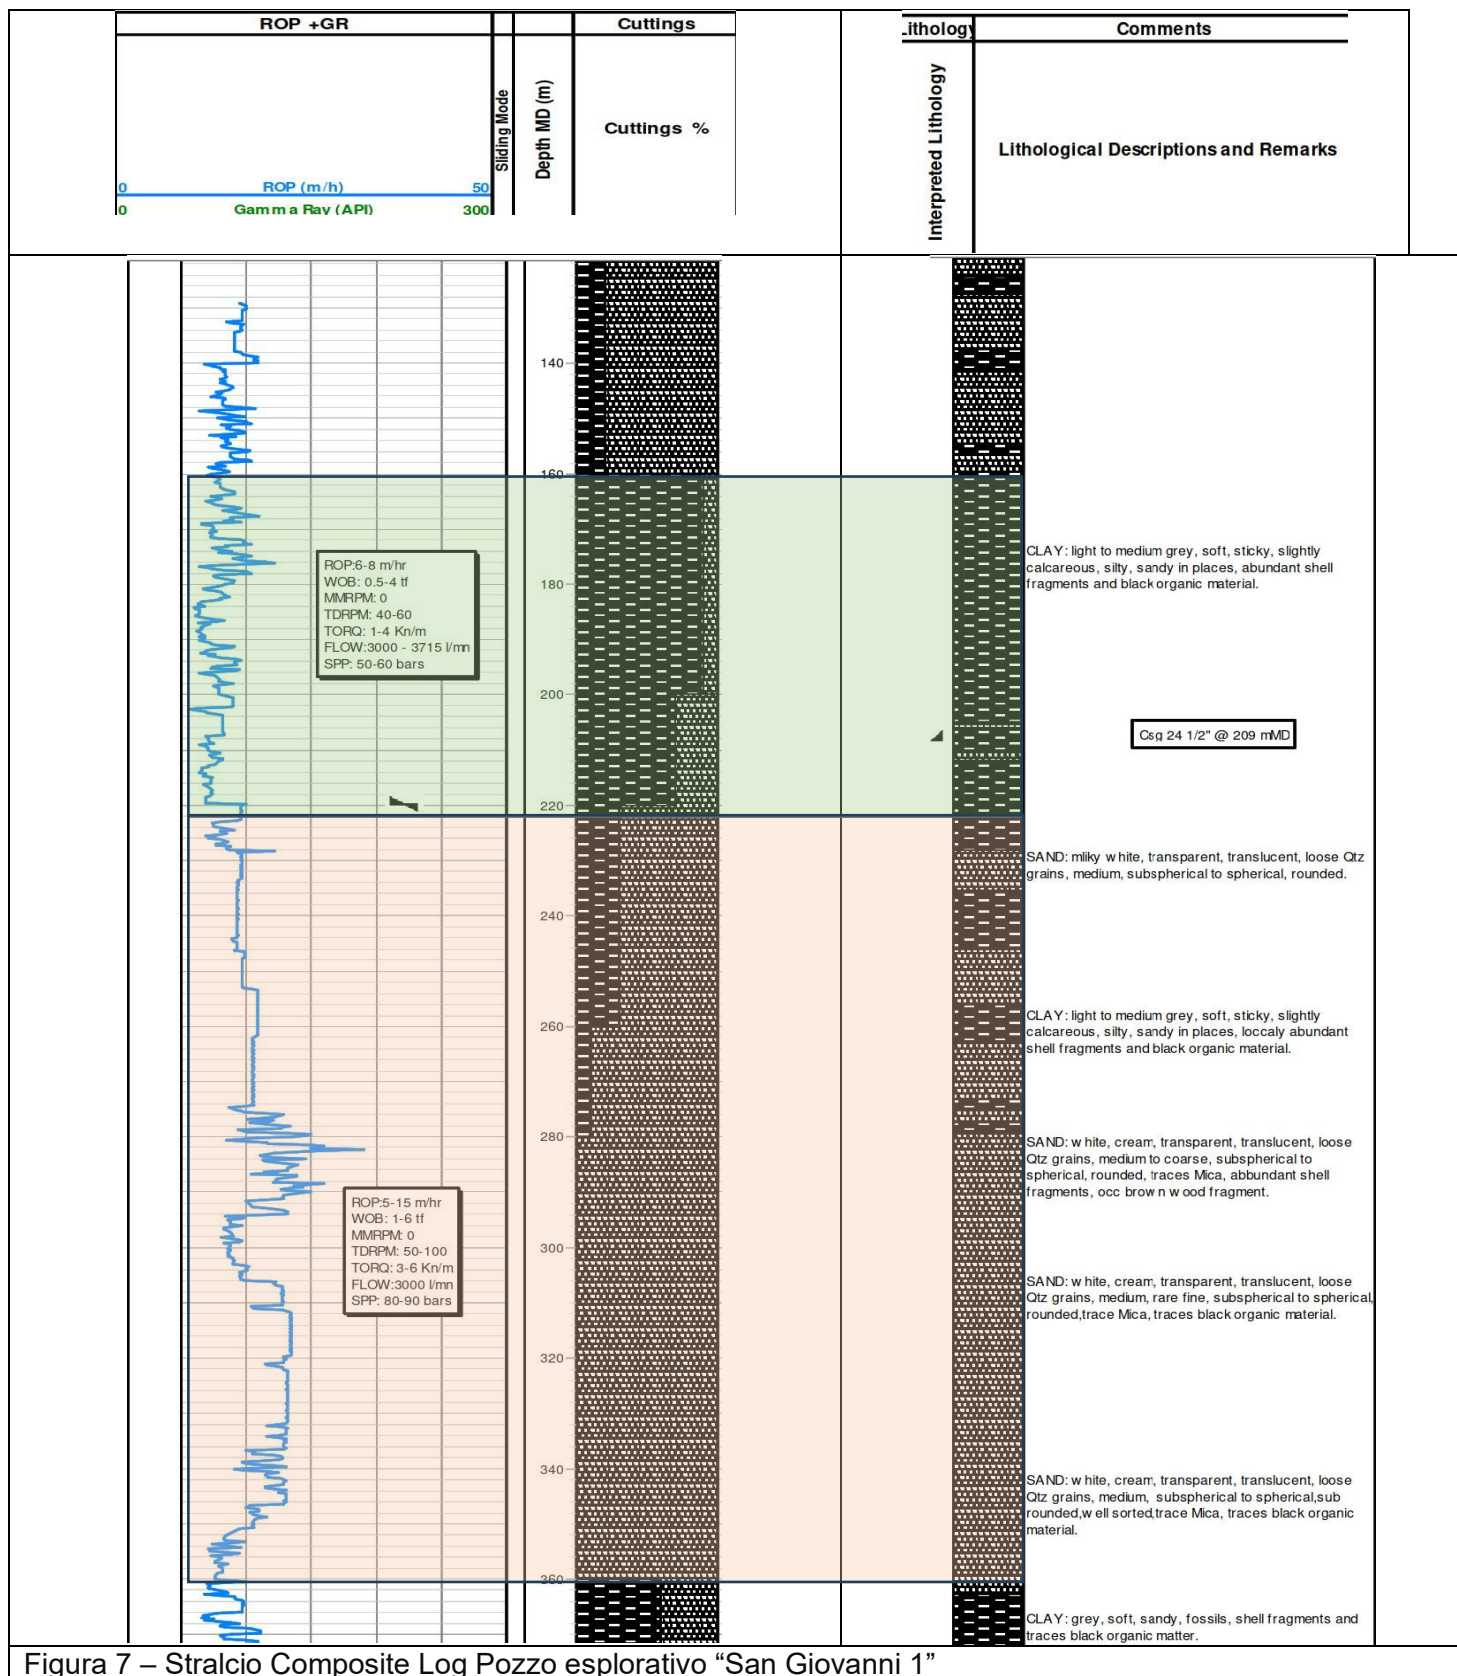 ROP +GR
Cuttings
Lithology
Comments
Sliding Mode
Depth MD (m)
Cuttings %
Interpreted Lithology
Lithological Descriptions and Remarks
0 ROP (m/h) 50
0 Gamma Ray (API) 300
140
160
CLAY: light to medium grey, soft, sticky, slightly
calcareous, silty, sandy in places, abundant shell
fragments and black organic material.
ROP:6-8 m/hr
WOB: 0.5-4 tf
MMRPM: 0
TDRPM: 40-60
TORQ: 1-4 Kn/m
FLOW:3000 - 3715 l/mn
SPP: 50-60 bars
180
200
Csg 24 1/2" @ 209 mMD
220
SAND: mliky white, transparent, translucent, loose Qtz
grains, medium, subspherical to spherical, rounded.
240
CLAY: light to medium grey, soft, sticky, slightly
calcareous, silty, sandy in places, loccaly abundant
shell fragments and black organic material.
260
280
SAND: white, cream, transparent, translucent, loose
Qtz grains, medium to coarse, subspherical to
spherical, rounded, traces Mica, abbundant shell
fragments, occ brown wood fragment.
ROP:5-15 m/hr
WOB: 1-6 tf
MMRPM: 0
TDRPM: 50-100
TORQ: 3-6 Kn/m
FLOW:3000 l/mn
SPP: 80-90 bars
300
SAND: white, cream, transparent, translucent, loose
Qtz grains, medium, rare fine, subspherical to spherical,
rounded,trace Mica, traces black organic material.
320
340
SAND: white, cream, transparent, translucent, loose
Qtz grains, medium, subspherical to spherical,sub
rounded,well sorted,trace Mica, traces black organic
material.
360
CLAY: grey, soft, sandy, fossils, shell fragments and
traces black organic matter.
Figura 7 – Stralcio Composite Log Pozzo esplorativo “San Giovanni 1”